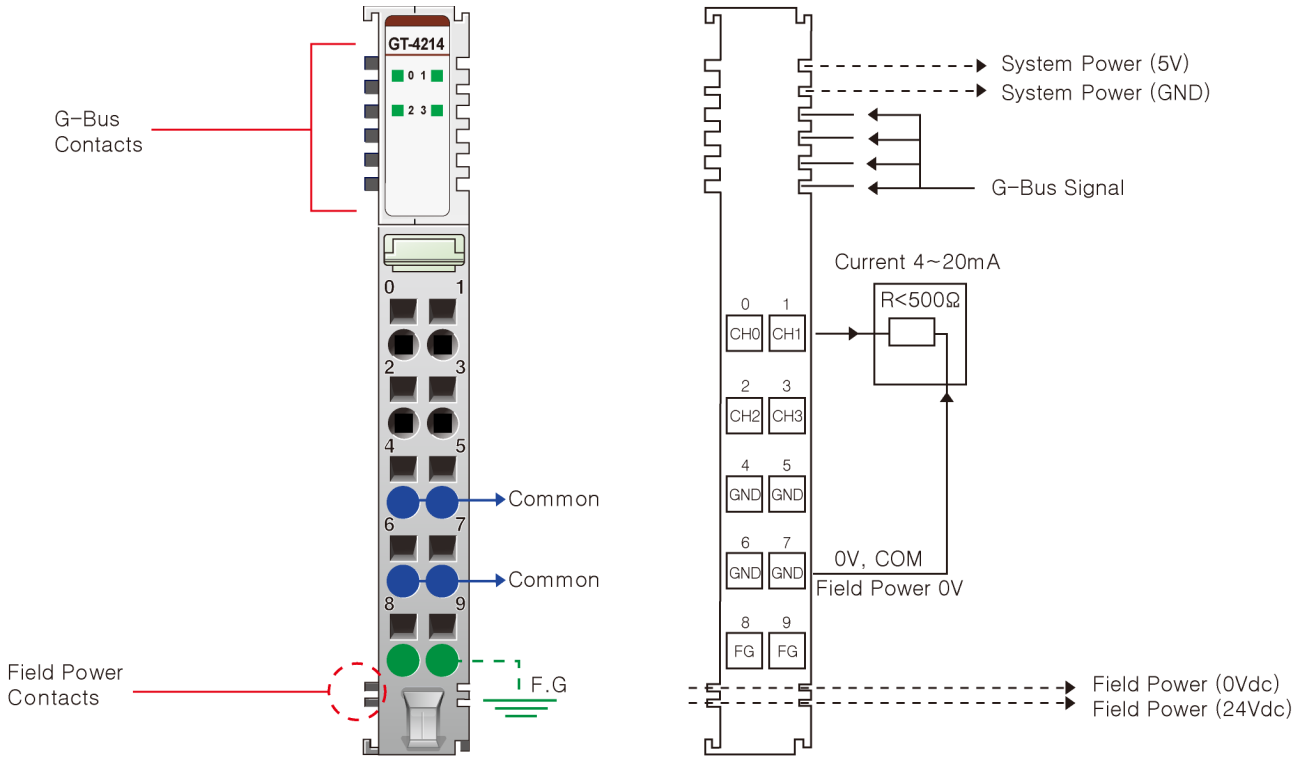 GT-4214
0 1
2 3
G-Bus
Contacts
0 1
2 3
4 5
Common
6 7
Common
8 9
Field Power
Contacts
F.G
System Power (5V)
System Power (GND)
G-Bus Signal
Current 4~20mA
R<500Ω
0 1
CH0 CH1
2 3
CH2 CH3
4 5
GND GND
6 7
GND GND
0V, COM
Field Power 0V
8 9
FG FG
Field Power (0Vdc)
Field Power (24Vdc)